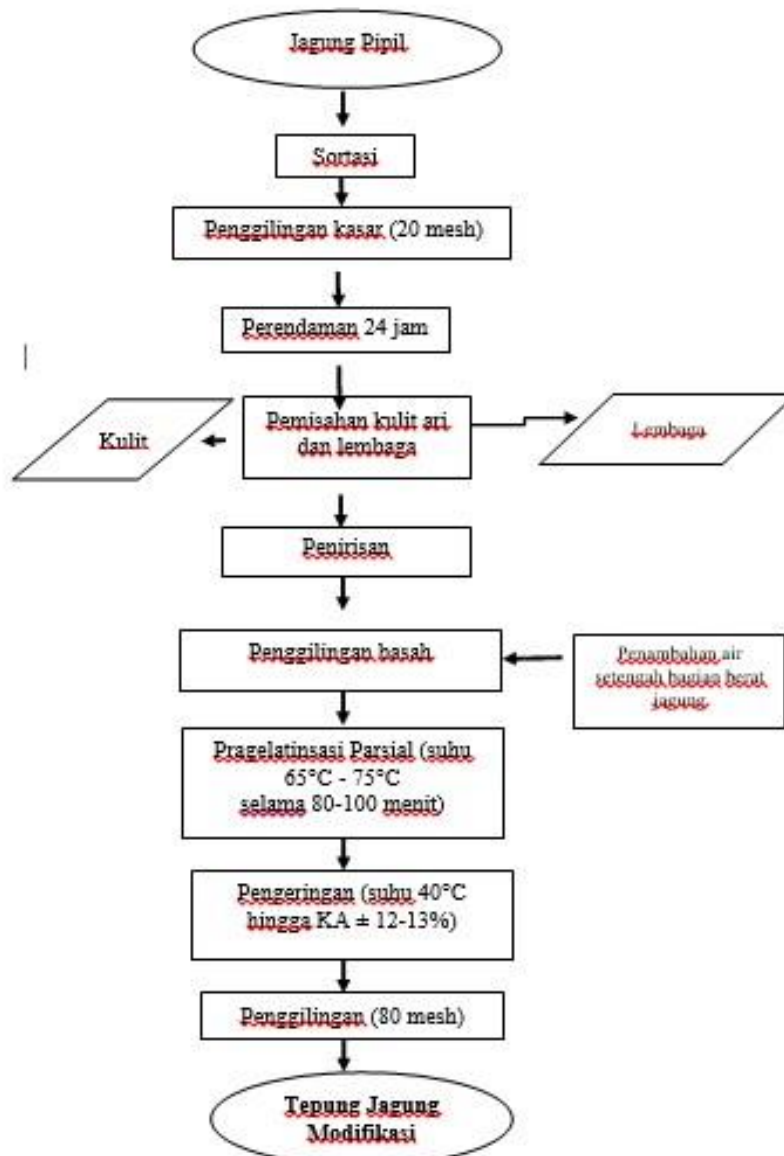 Jagung Pipil
Sortasi
Penggilingan kasar (20 mesh)
Perendaman 24 jam
Kulit
Pemisahan kulit ari
dan lembaga
Lembaga
Penirisan
Penggilingan basah
Penambahan air
setengah bagian berat
jagung.
Pragelatinsasi Parsial (suhu
65°C - 75°C
selama 80-100 menit)
Pengeringan (suhu 40°C
hingga KA ± 12-13%)
Penggilingan (80 mesh)
Tepung Jagung
Modifikasi